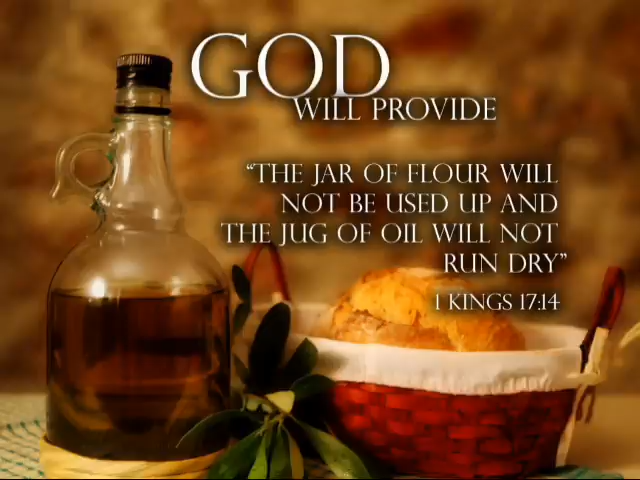 GOD
WILL PROVIDE
“THE JAR OF FLOUR WILL
NOT BE USED UP AND
THE JUG OF OIL WILL NOT
RUN DRY”
1 KINGS 17:14